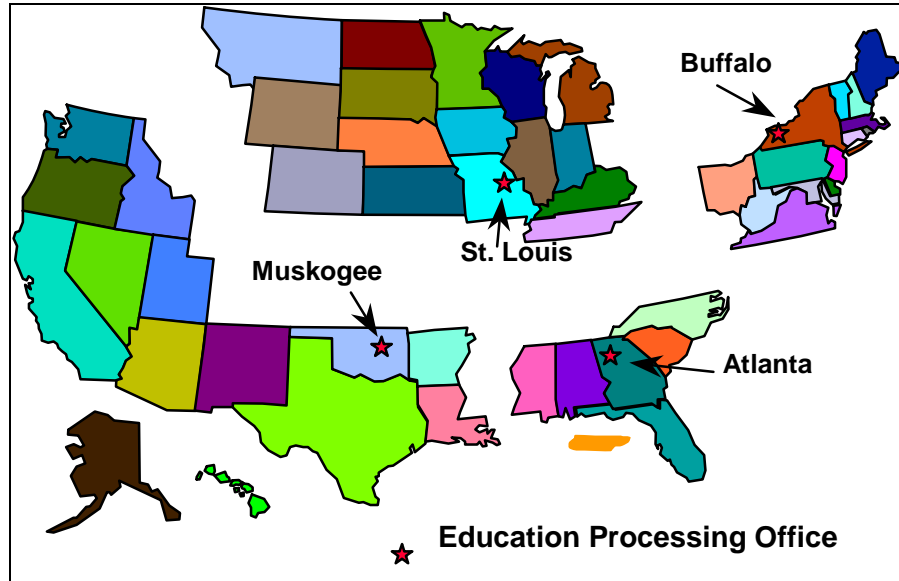 Buffalo
St. Louis
Muskogee
Atlanta
Education Processing Office